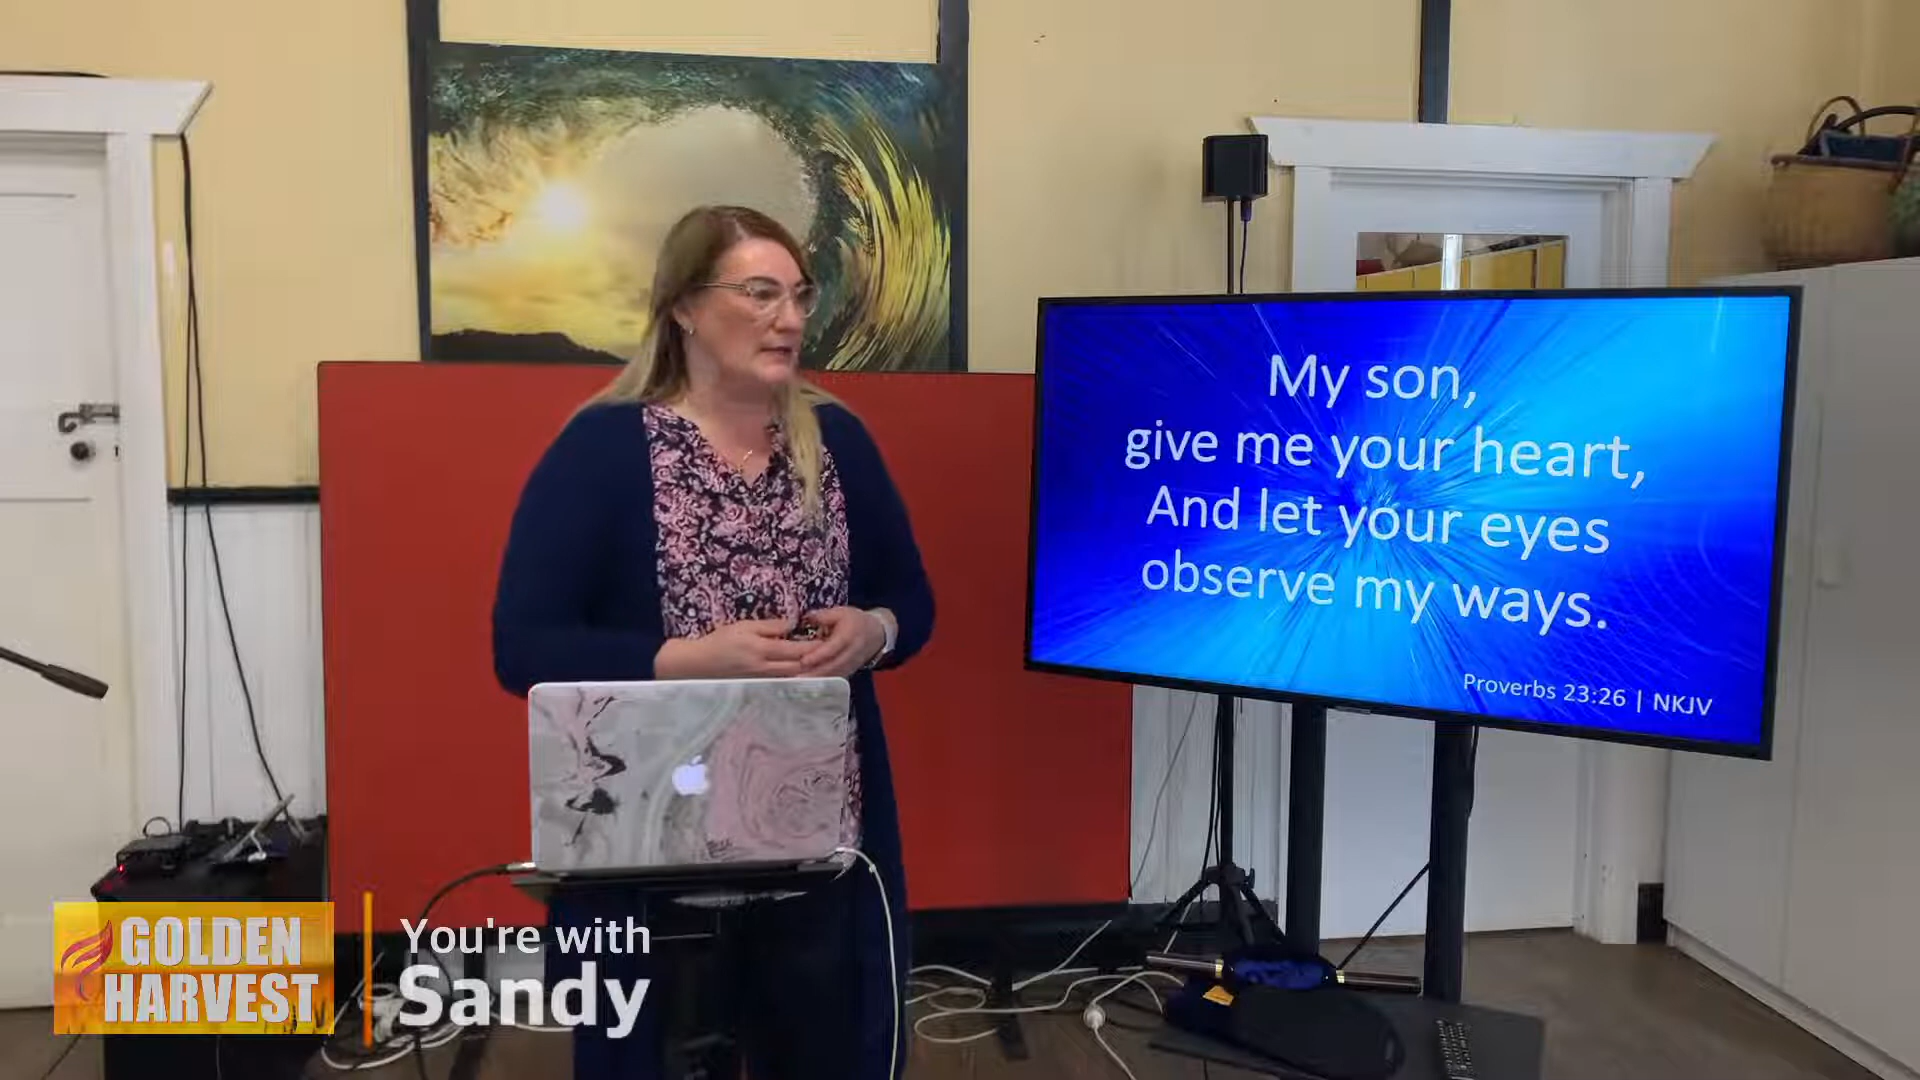 My son,
give me your heart,
And let your eyes
observe my ways.
Proverbs 23:26 | NKJV
GOLDEN
HARVEST
You're with
Sandy